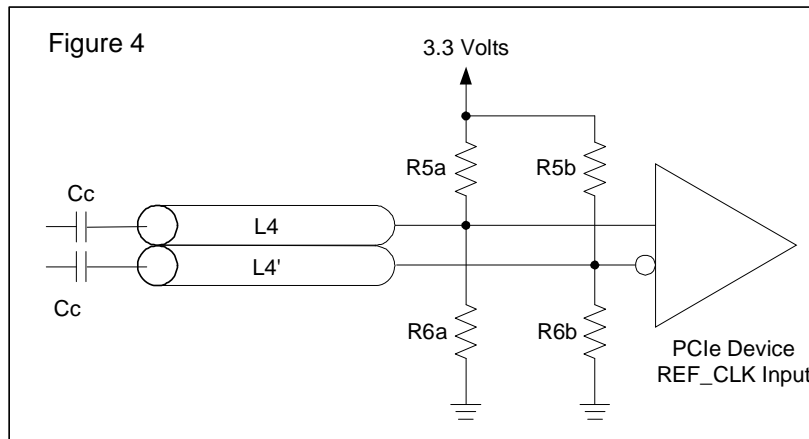 Figure 4
3.3 Volts
R5a
R5b
Cc
L4
L4'
Cc
R6a
R6b
PCIe Device
REF_CLK Input